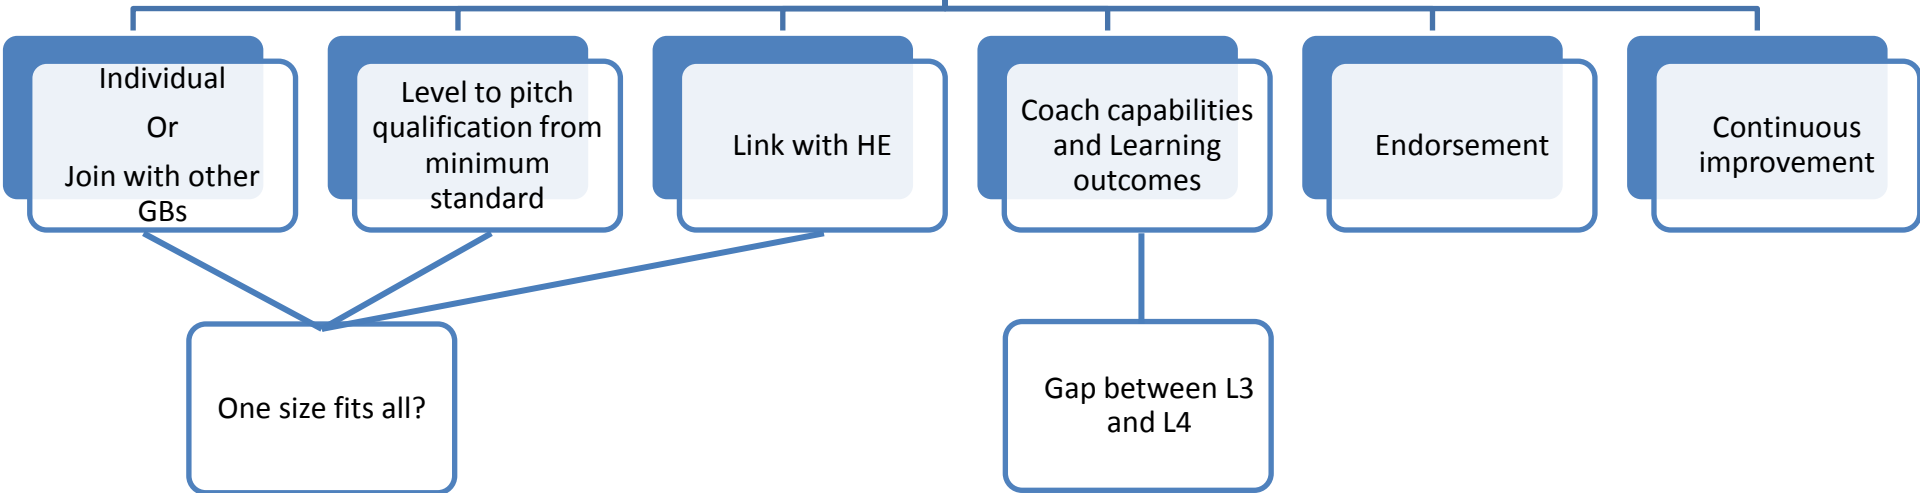 Individual
Or
Join with other
GBs
Level to pitch
qualification from
minimum
standard
Link with HE
Coach capabilities
and Learning
outcomes
Endorsement
Continuous
improvement
One size fits all?
Gap between L3
and L4